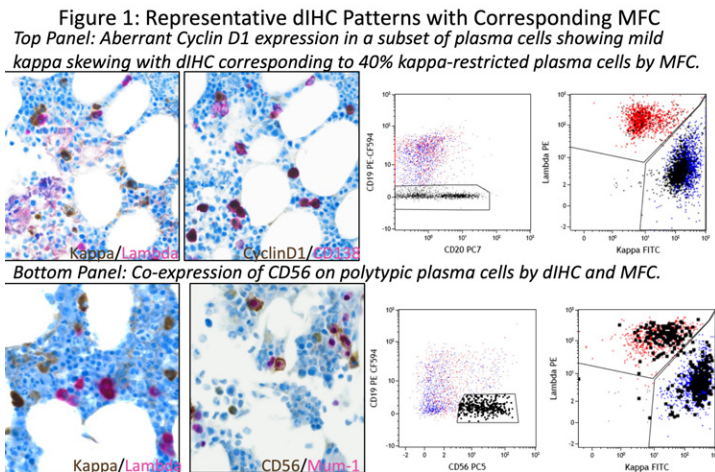 Figure 1: Representative dIHC Patterns with Corresponding MFC
Top Panel: Aberrant Cyclin D1 expression in a subset of plasma cells showing mild
kappa skewing with dIHC corresponding to 40% kappa-restricted plasma cells by MFC.
Kappa/Lambda
CyclinD1/CD138
CD19 PE-CF594
CD20 PC7
Lambda PE
Kappa FITC
Bottom Panel: Co-expression of CD56 on polytypic plasma cells by dIHC and MFC.
Kappa/Lambda
CD56/Mum-1
CD19 PE CF594
CD56 PC5
Lambda PE
Kappa FITC